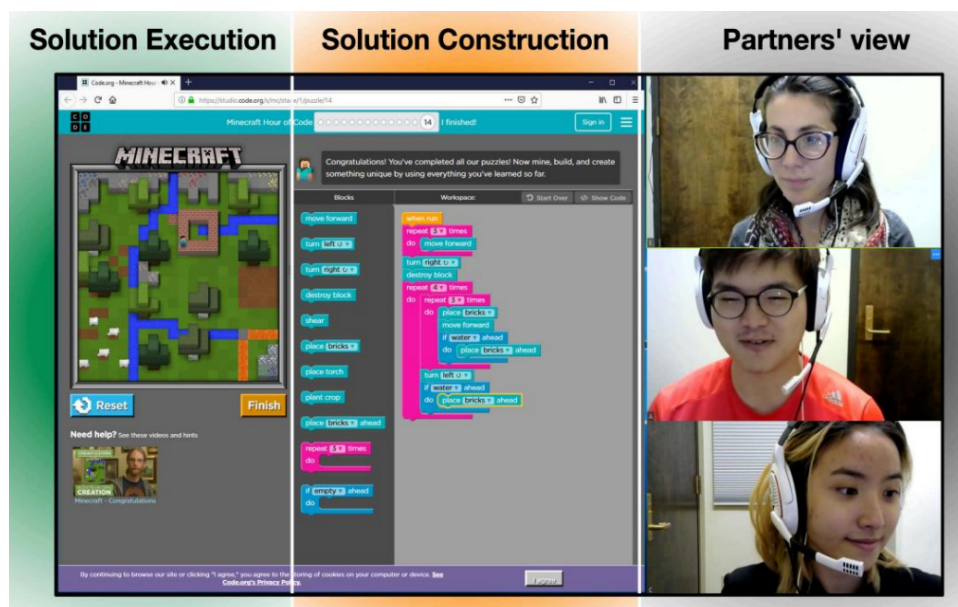 Solution Execution
Solution Construction
Partners' view
Code.org - Minecraft Hou
https://studio.code.org/s/mc/stage/1/puzzle/14
C O
D E
Minecraft Hour of Code
14
I finished!
Sign in
MINECRAFT
Congratulations! You've completed all our puzzles! Now mine, build, and create
something unique by using everything you've learned so far.
Blocks
Workspace:
Start Over
Show Code
move forward
turn left
turn right
destroy block
shear
place bricks
place torch
plant crop
place bricks ahead
repeat 3 times
do
if empty ahead
do
when run
repeat 3 times
do move forward
turn right
destroy block
repeat 4 times
do repeat 3 times
do place bricks
move forward
if water ahead
do place bricks ahead
turn left
if water ahead
do place bricks ahead
Reset
Finish
Need help? See these videos and hints
CREATION
Minecraft - Congratulations
By continuing to browse our site or clicking "I agree," you agree to the storing of cookies on your computer or device. See
Code.org's Privacy Policy.
I agree